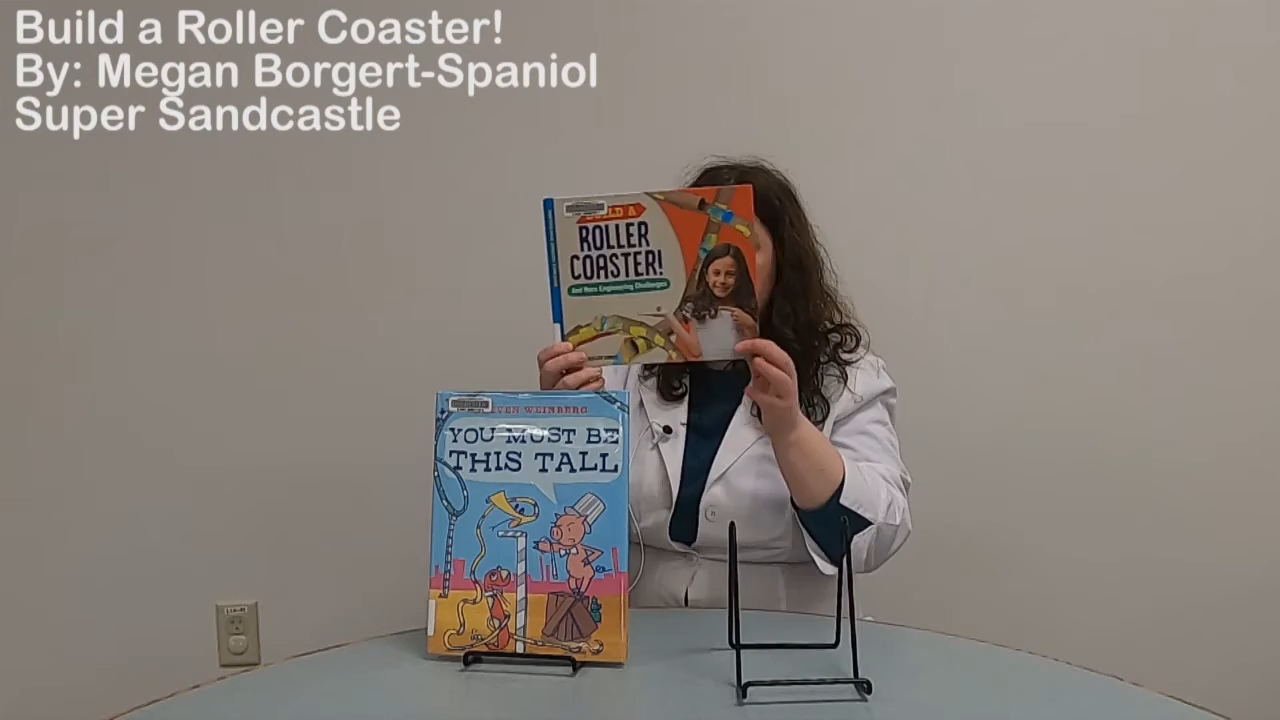 Build a Roller Coaster!
By: Megan Borgert-Spaniol
Super Sandcastle
ROLLER
COASTER!
And More Engineering Challenges
WEINBERG
YOU MUST BE
THIS TALL